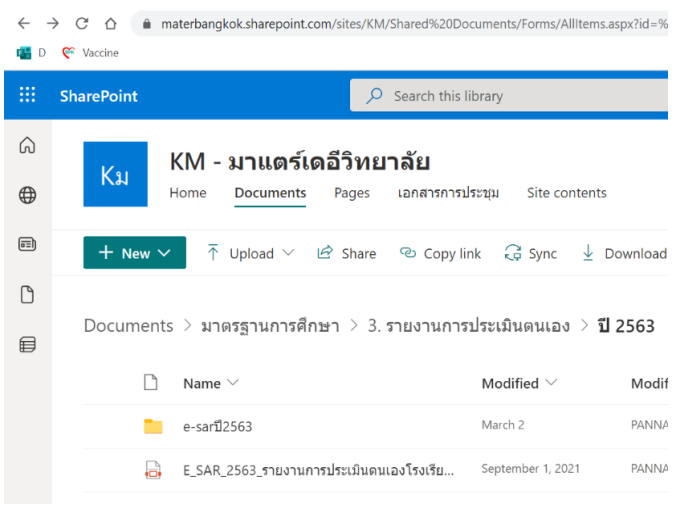 materbangkok.sharepoint.com/sites/KM/Shared%20Documents/Forms/AllItems.aspx?id=%
D Vaccine
SharePoint Search this library
Kม KM - มาแตร์เดอีวิทยาลัย
Home Documents Pages เอกสารการประชุม Site contents
+ New Upload Share Copy link Sync Download
Documents > มาตรฐานการศึกษา > 3. รายงานการประเมินตนเอง > ปี 2563
Name Modified Modif
e-sarปี2563 March 2 PANNA
E_SAR_2563_รายงานการประเมินตนเองโรงเรีย... September 1, 2021 PANNA